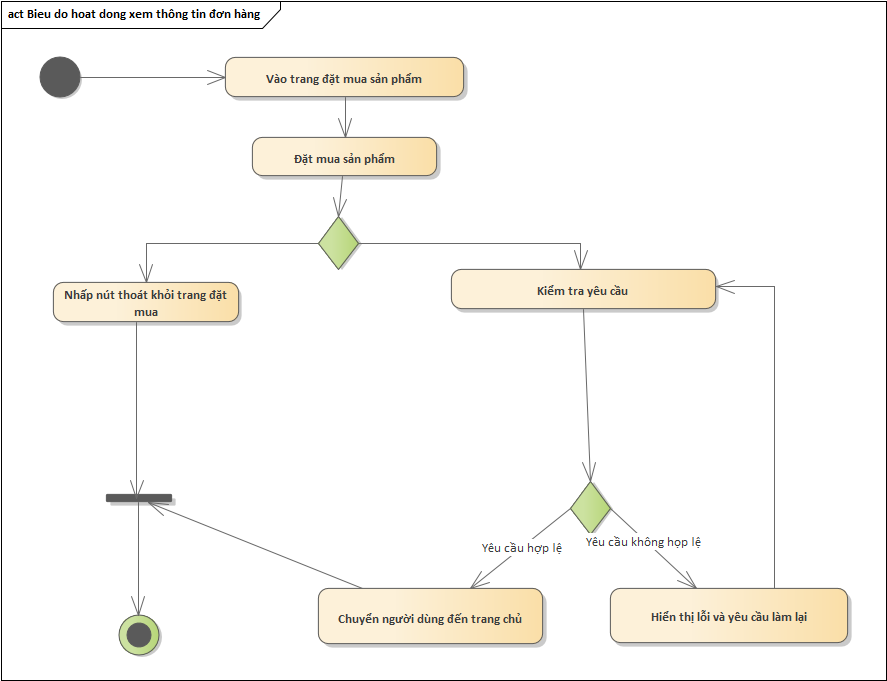 act Bieu do hoat dong xem thông tin đơn hàng
Vào trang đặt mua sản phẩm
Đặt mua sản phẩm
Nhấp nút thoát khỏi trang đặt
mua
Kiểm tra yêu cầu
Yêu cầu hợp lệ
Yêu cầu không họp lệ
Chuyển người dùng đến trang chủ
Hiển thị lỗi và yêu cầu làm lại